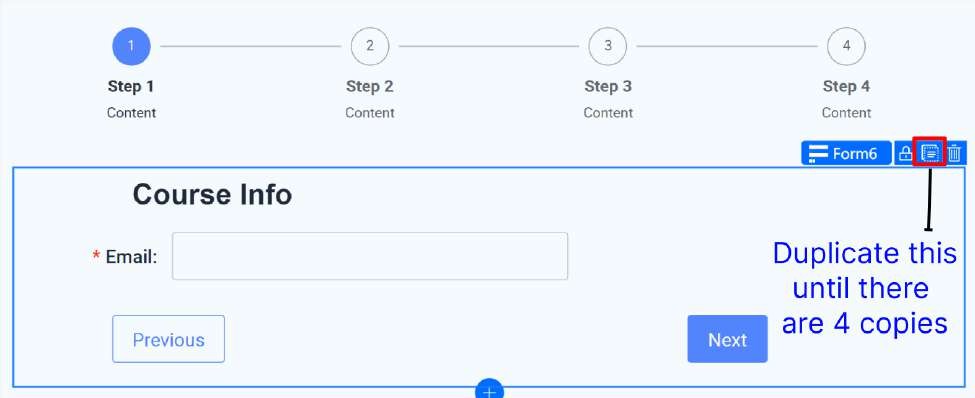 1 2 3 4
Step 1 Step 2 Step 3 Step 4
Content Content Content Content
Form6
Course Info
* Email:
Duplicate this
until there
are 4 copies
Previous Next